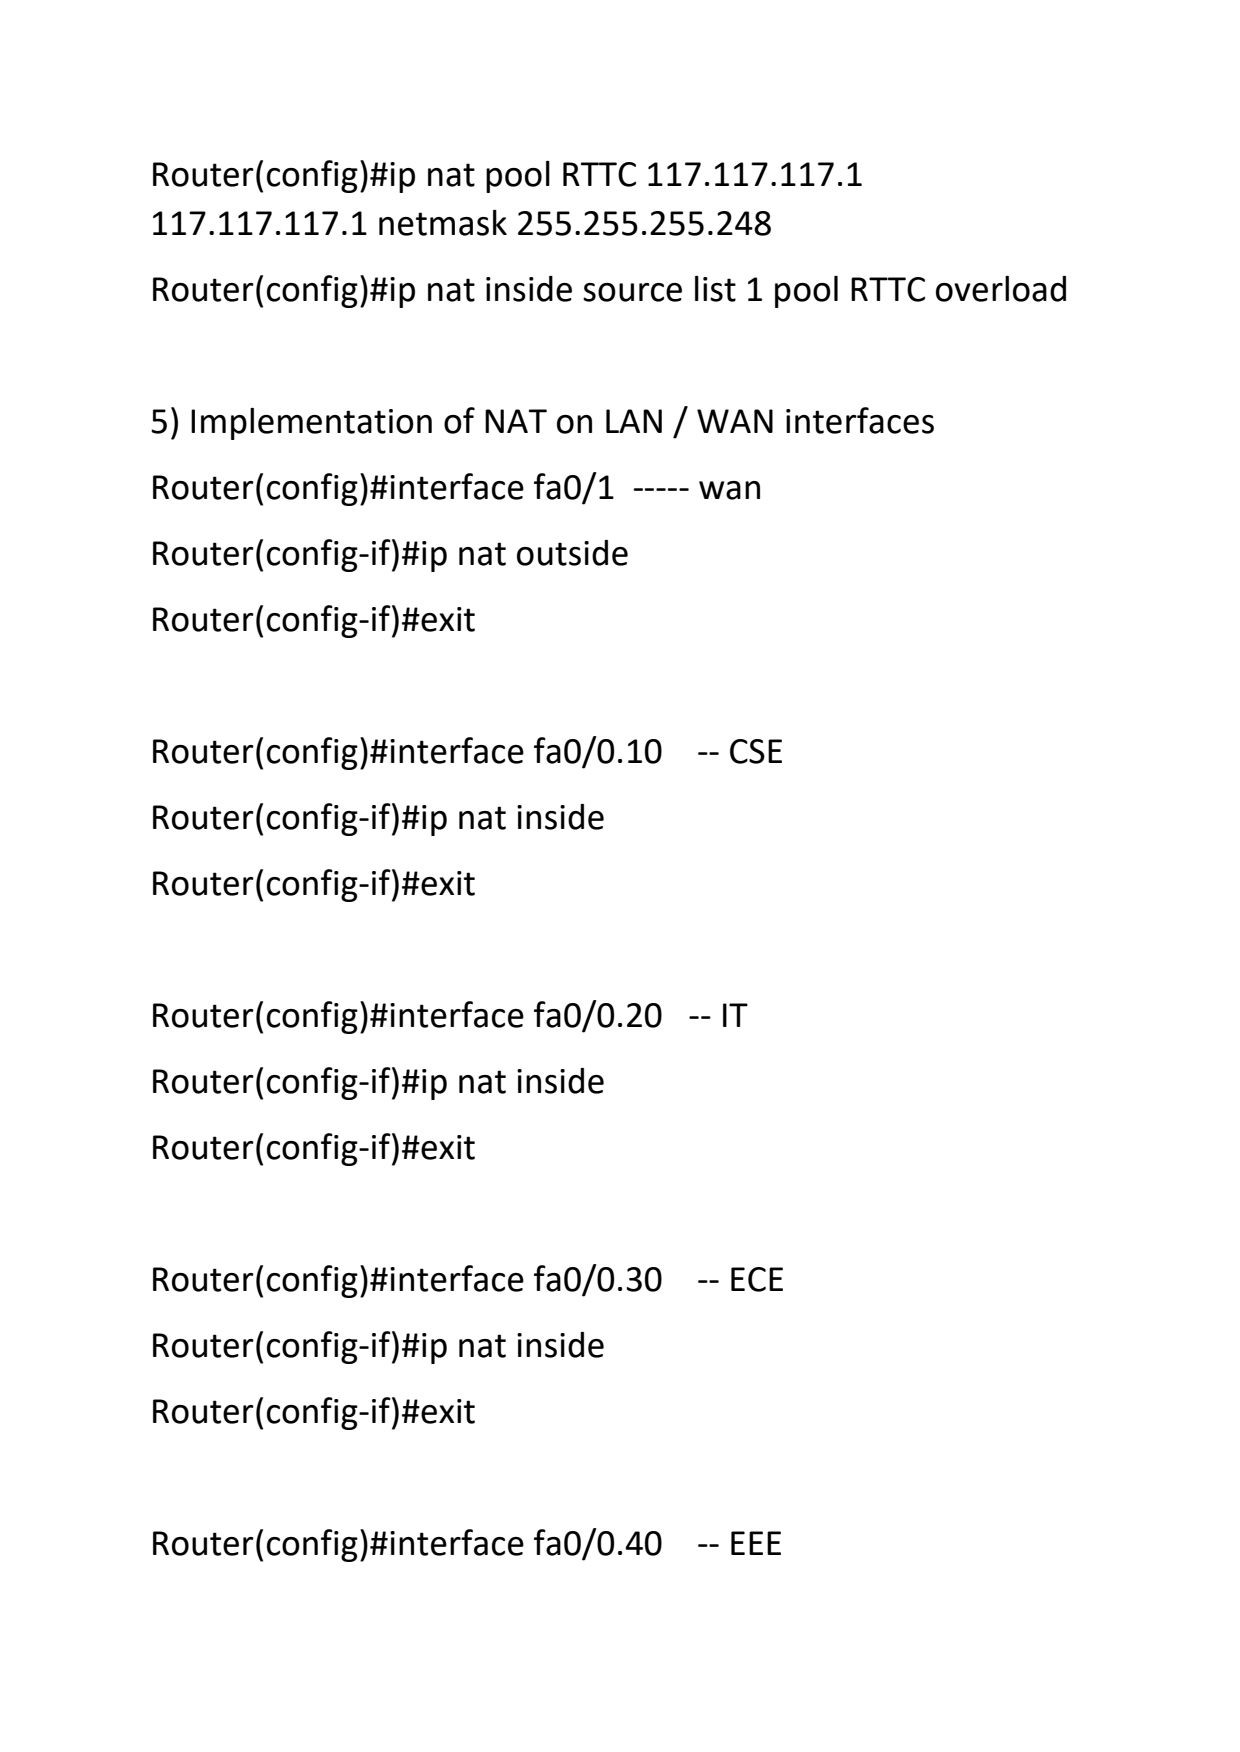 Router(config)#ip nat pool RTTC 117.117.117.1
117.117.117.1 netmask 255.255.255.248
Router(config)#ip nat inside source list 1 pool RTTC overload
5) Implementation of NAT on LAN / WAN interfaces
Router(config)#interface fa0/1  ----- wan
Router(config-if)#ip nat outside
Router(config-if)#exit
Router(config)#interface fa0/0.10    -- CSE
Router(config-if)#ip nat inside
Router(config-if)#exit
Router(config)#interface fa0/0.20   -- IT
Router(config-if)#ip nat inside
Router(config-if)#exit
Router(config)#interface fa0/0.30    -- ECE
Router(config-if)#ip nat inside
Router(config-if)#exit
Router(config)#interface fa0/0.40    -- EEE